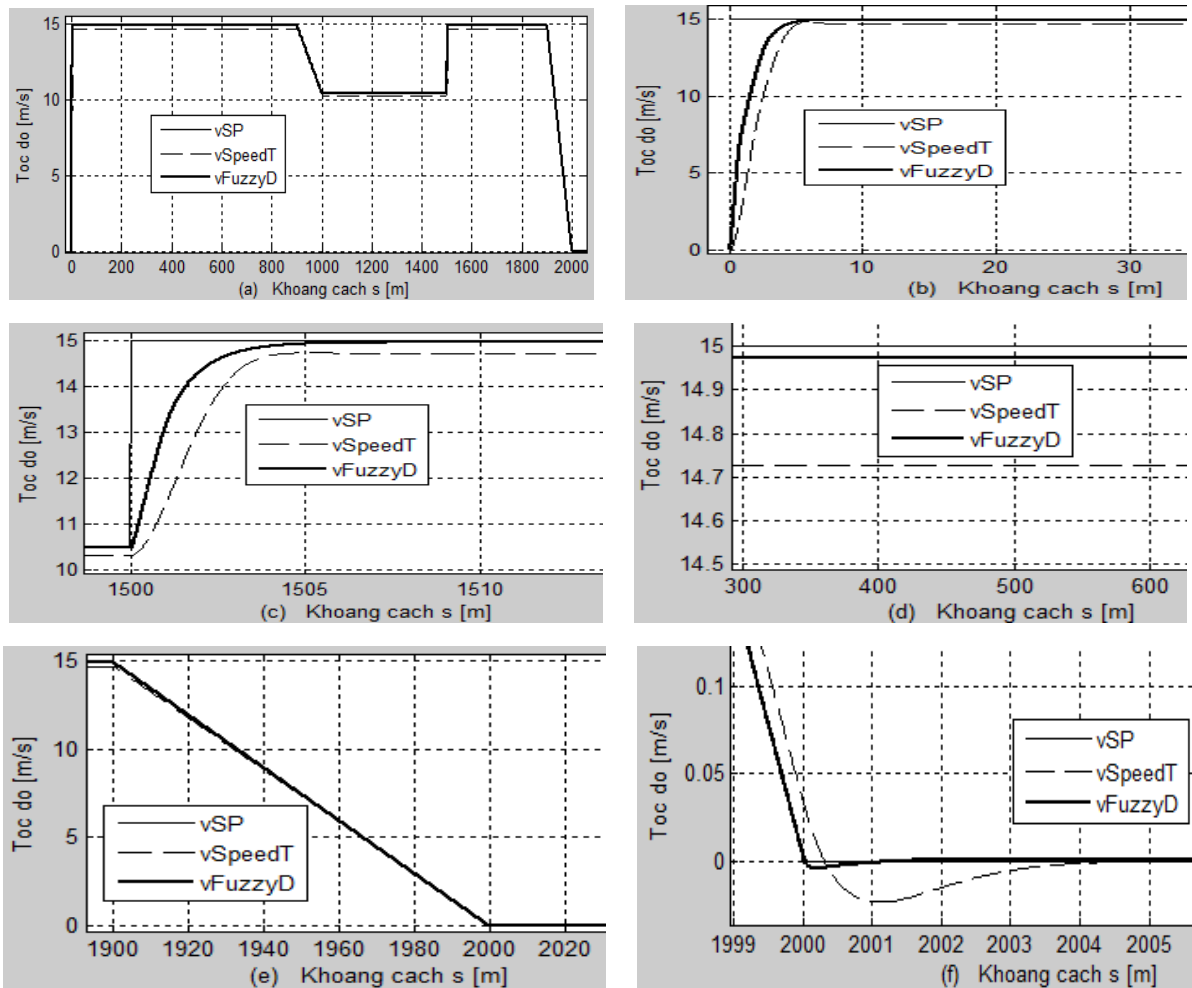 15
10
5
0
Toc do [m/s]
vSP
vSpeedT
vFuzzyD
0 200 400 600 800 1000 1200 1400 1600 1800 2000
(a) Khoang cach s [m]
15
10
5
0
Toc do [m/s]
vSP
vSpeedT
vFuzzyD
0 10 20 30
(b) Khoang cach s [m]
15
14
13
12
11
10
Toc do [m/s]
vSP
vSpeedT
vFuzzyD
1500 1505 1510
(c) Khoang cach s [m]
15
14.9
14.8
14.7
14.6
14.5
Toc do [m/s]
vSP
vSpeedT
vFuzzyD
300 400 500 600
(d) Khoang cach s [m]
15
10
5
0
Toc do [m/s]
vSP
vSpeedT
vFuzzyD
1900 1920 1940 1960 1980 2000 2020
(e) Khoang cach s [m]
0.1
0.05
0
Toc do [m/s]
vSP
vSpeedT
vFuzzyD
1999 2000 2001 2002 2003 2004 2005
(f) Khoang cach s [m]